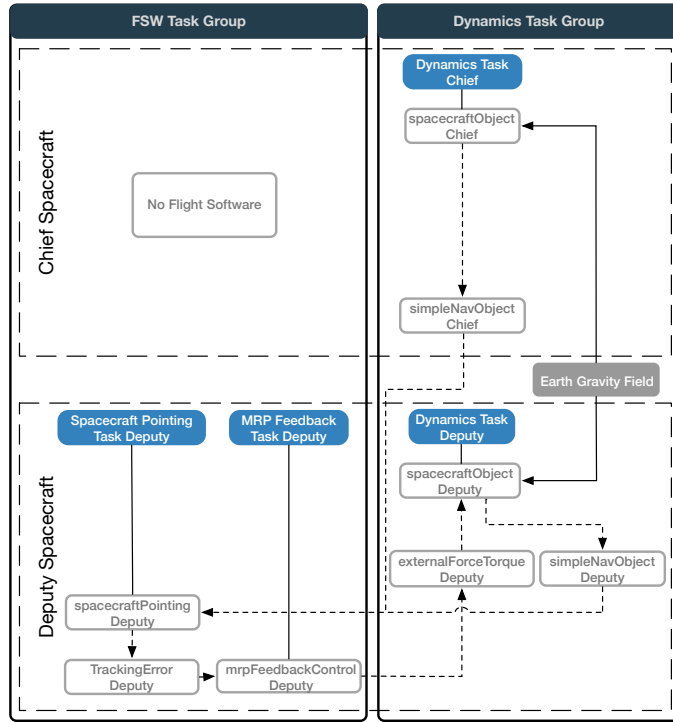 FSW Task Group
Dynamics Task Group
Chief Spacecraft
No Flight Software
Dynamics Task
Chief
spacecraftObject
Chief
simpleNavObject
Chief
Earth Gravity Field
Deputy Spacecraft
Spacecraft Pointing
Task Deputy
MRP Feedback
Task Deputy
Dynamics Task
Deputy
spacecraftObject
Deputy
externalForceTorque
Deputy
simpleNavObject
Deputy
spacecraftPointing
Deputy
TrackingError
Deputy
mrpFeedbackControl
Deputy